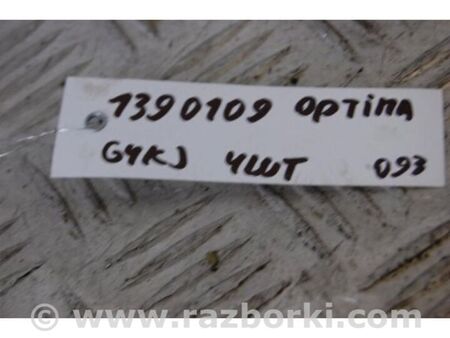 1390109 OPTIMA
G4KJ 4ШТ 093
© www.razborki.com